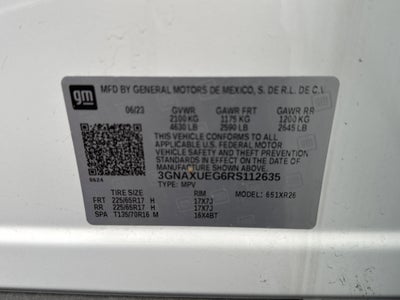 gm
MFD BY GENERAL MOTORS DE MEXICO, S. DE R.L. DE C.V.
06/23 GVWR GAWR FRT GAWR RR
2100 KG 1175 KG 1200 KG
4630 LB 2590 LB 2645 LB
THIS VEHICLE CONFORMS TO ALL
APPLICABLE U.S. FEDERAL MOTOR
VEHICLE SAFETY AND THEFT PREVENTION
STANDARDS IN EFFECT ON THE DATE OF
MANUFACTURE SHOWN ABOVE.
3GNAXUEG6RS112635
TYPE: MPV MODEL: 651XR26
TIRE SIZE RIM
FRT 225/65R17 H 17X7J
RR 225/65R17 H 17X7J
SPA T135/70R16 M 16X4BT